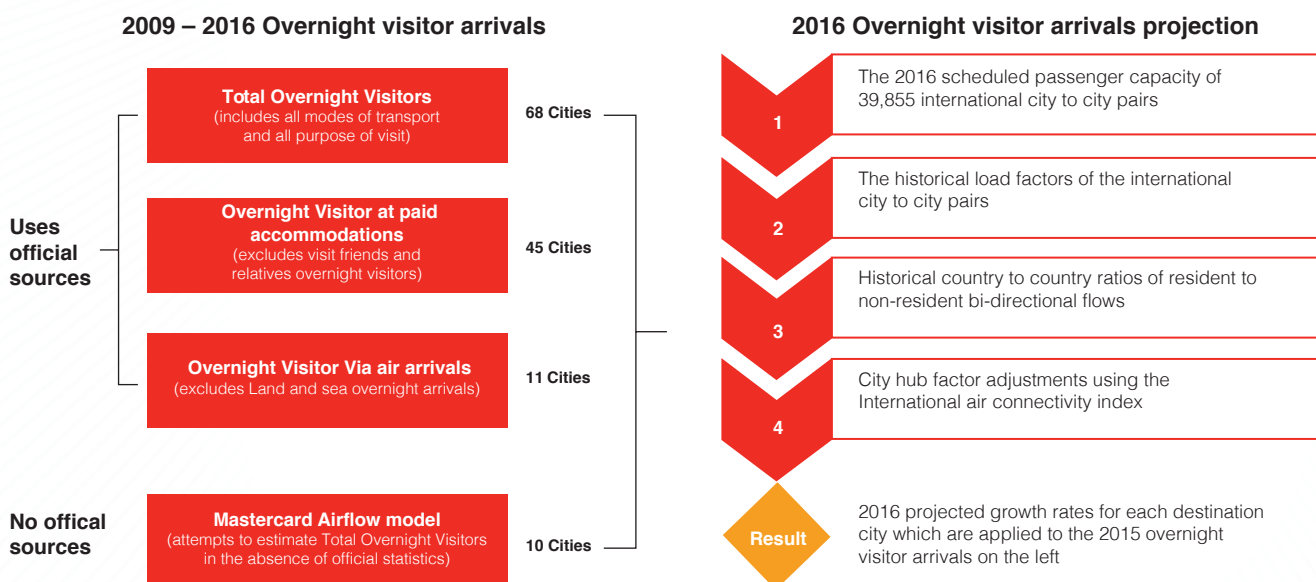 2009 – 2016 Overnight visitor arrivals
Uses
official
sources
Total Overnight Visitors
(includes all modes of transport
and all purpose of visit)
68 Cities
Overnight Visitor at paid
accommodations
(excludes visit friends and
relatives overnight visitors)
45 Cities
Overnight Visitor Via air arrivals
(excludes Land and sea overnight arrivals)
11 Cities
No offical
sources
Mastercard Airflow model
(attempts to estimate Total Overnight Visitors
in the absence of official statistics)
10 Cities
2016 Overnight visitor arrivals projection
1
The 2016 scheduled passenger capacity of
39,855 international city to city pairs
2
The historical load factors of the international
city to city pairs
3
Historical country to country ratios of resident to
non-resident bi-directional flows
4
City hub factor adjustments using the
International air connectivity index
Result
2016 projected growth rates for each destination
city which are applied to the 2015 overnight
visitor arrivals on the left